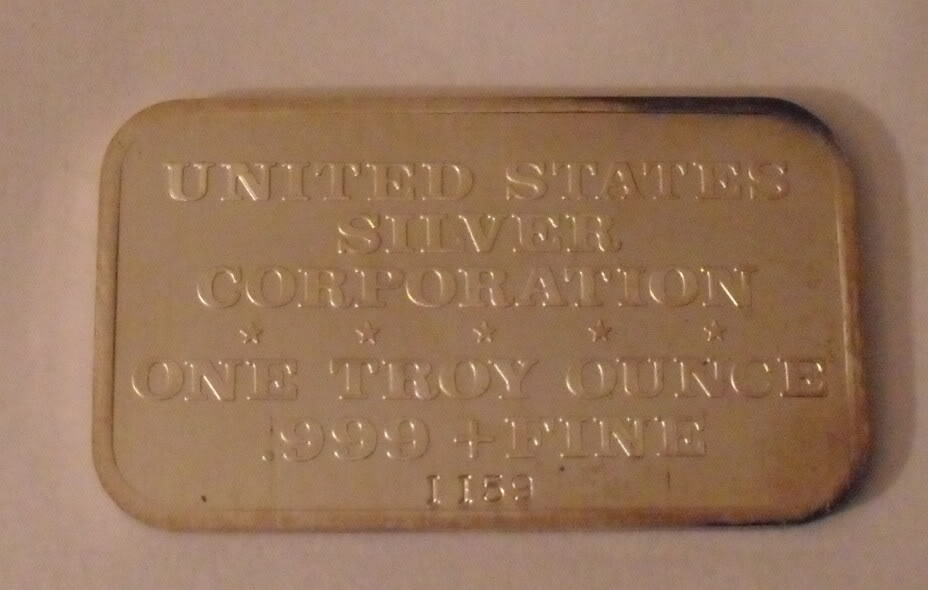 UNITED STATES
SILVER
CORPORATION
ONE TROY OUNCE
.999 + FINE
1159